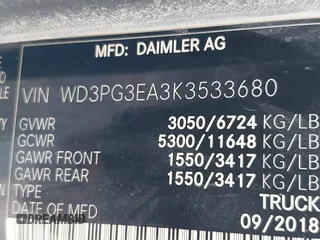 MFD: DAIMLER AG
VIN WD3PG3EA3K3533680
GVWR 3050/6724 KG/LB
GCWR 5300/11648 KG/LB
GAWR FRONT 1550/3417 KG/LB
GAWR REAR 1550/3417 KG/LB
TYPE TRUCK
DATE OF MFD 09/2018
DREAMBID